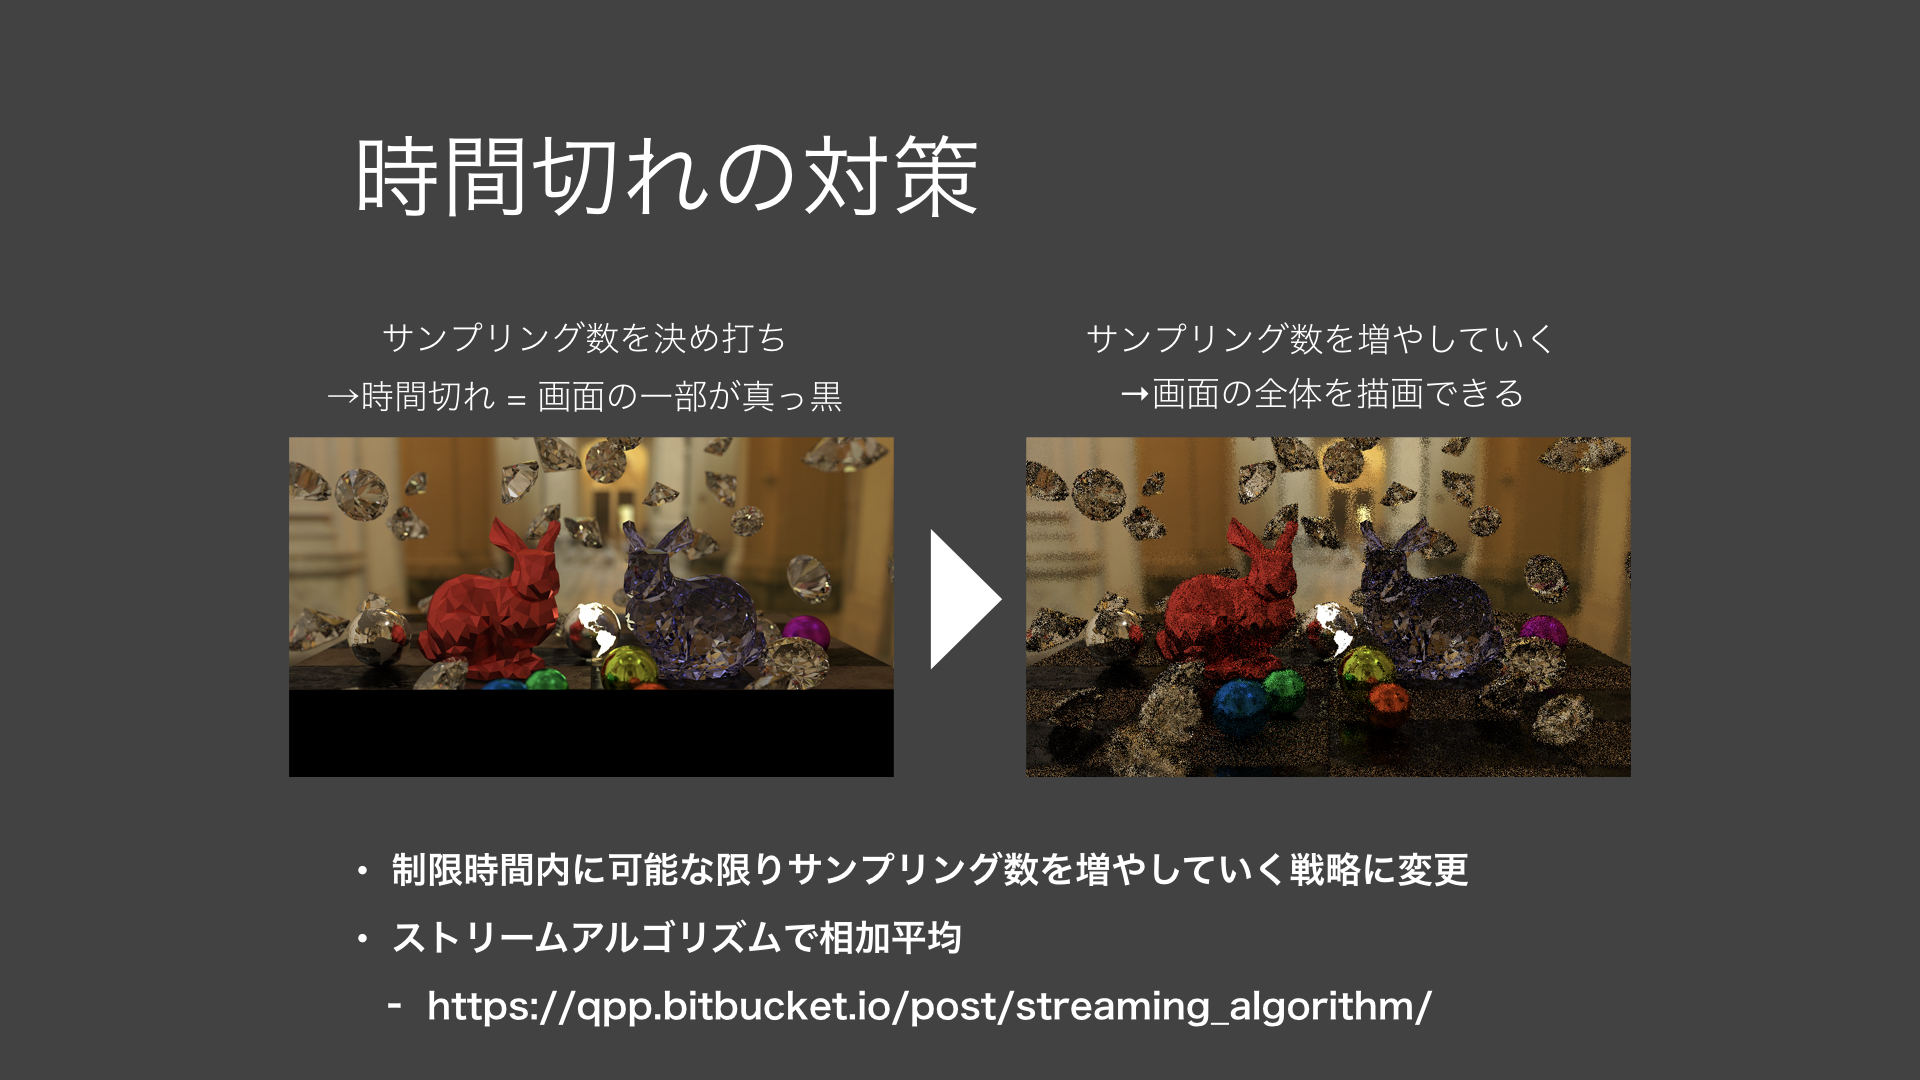 時間切れの対策
サンプリング数を決め打ち
→時間切れ = 画面の一部が真っ黒
サンプリング数を増やしていく
→画面の全体を描画できる
• 制限時間内に可能な限りサンプリング数を増やしていく戦略に変更
• ストリームアルゴリズムで相加平均
- https://qpp.bitbucket.io/post/streaming_algorithm/